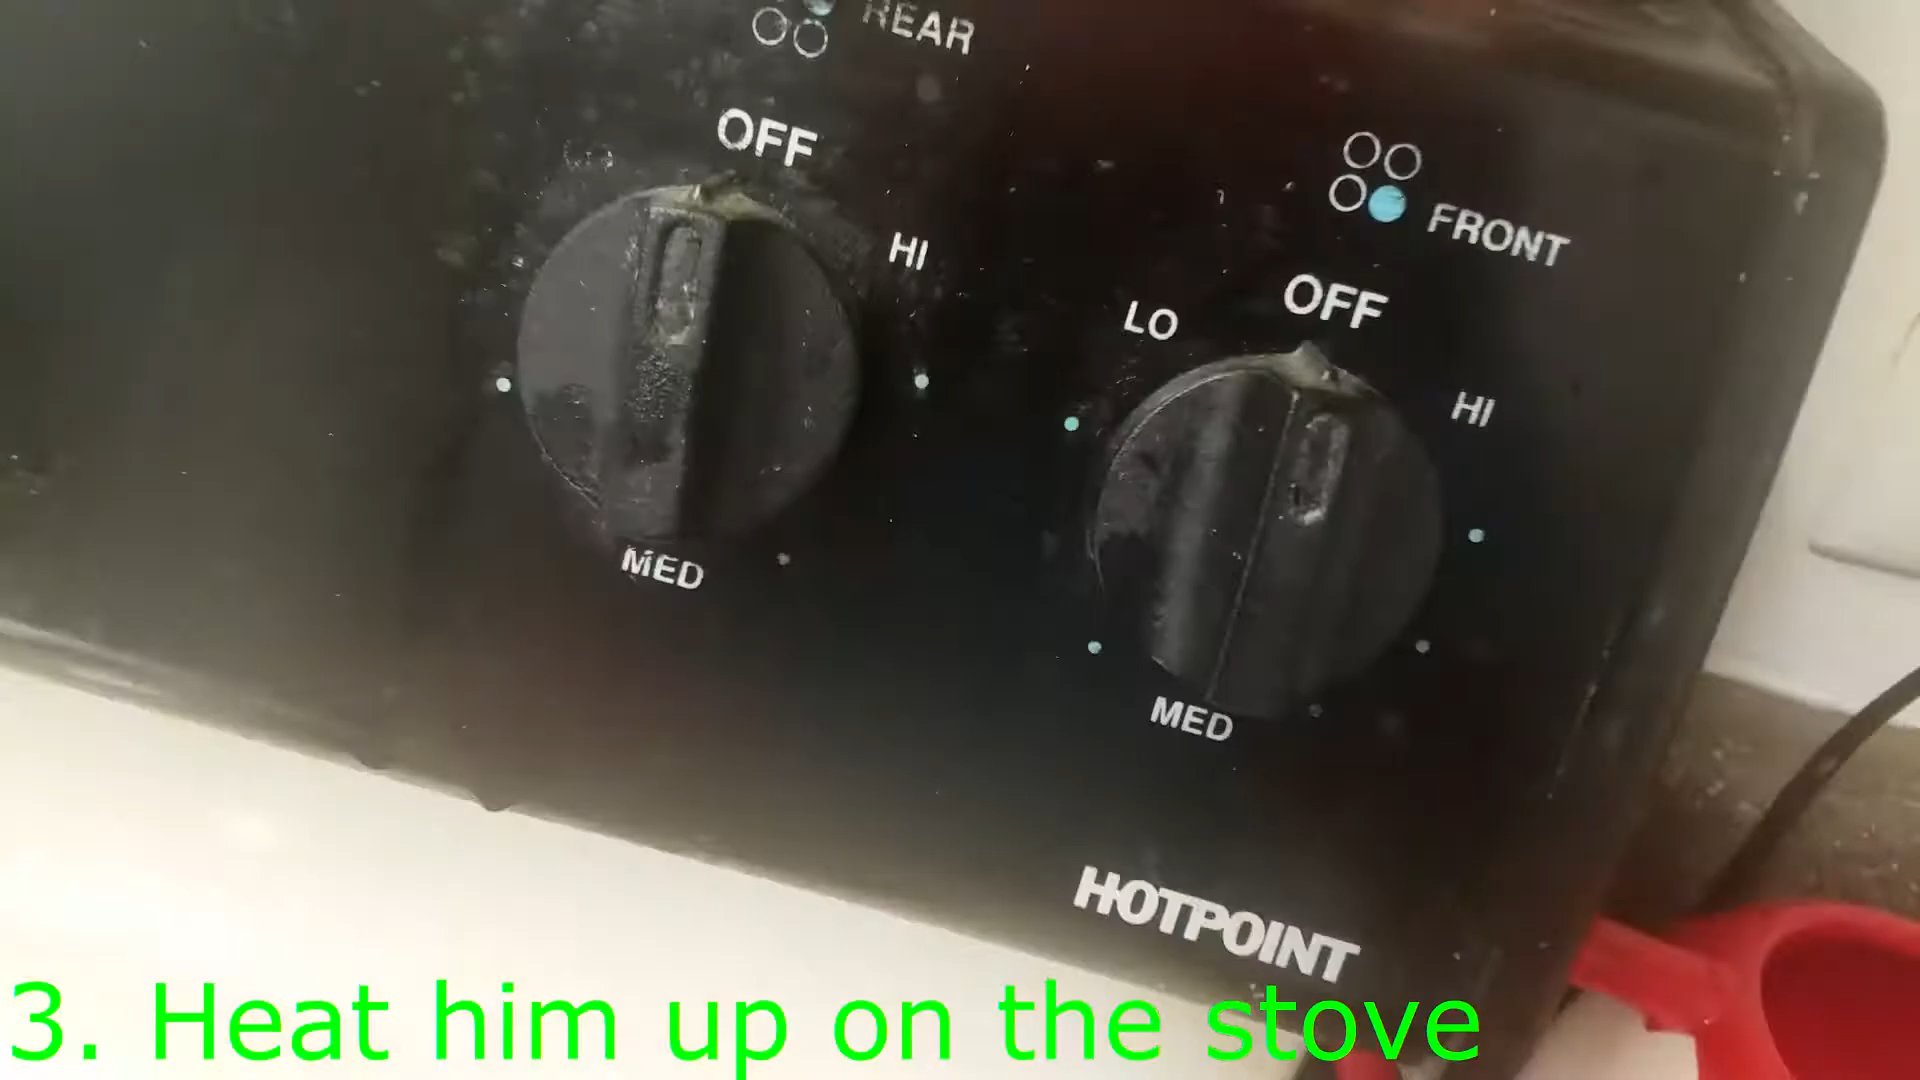 REAR
OFF
HI
MED
FRONT
OFF
LO
HI
MED
HOTPOINT
3. Heat him up on the stove